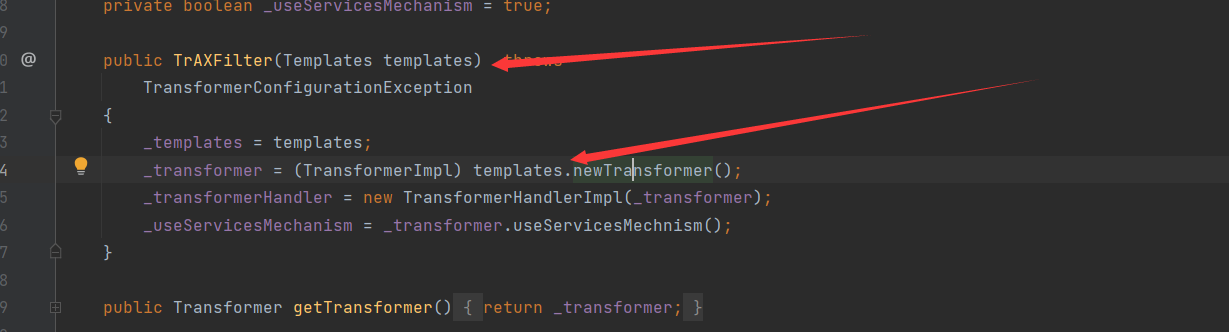 8 private boolean _useServicesMechanism = true;
9
0 @ public TrAXFilter(Templates templates) throws
1 TransformerConfigurationException
2 {
3 _templates = templates;
4 _transformer = (TransformerImpl) templates.newTransformer();
5 _transformerHandler = new TransformerHandlerImpl(_transformer);
6 _useServicesMechanism = _transformer.useServicesMechnism();
7 }
8
9 public Transformer getTransformer() { return _transformer; }